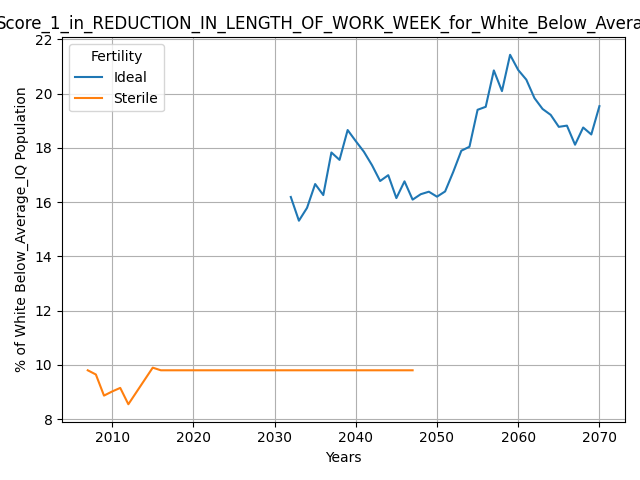 Score_1_in_REDUCTION_IN_LENGTH_OF_WORK_WEEK_for_White_Below_Avera
Fertility
Ideal
Sterile
% of White Below_Average_IQ Population
22
20
18
16
14
12
10
8
2010 2020 2030 2040 2050 2060 2070
Years